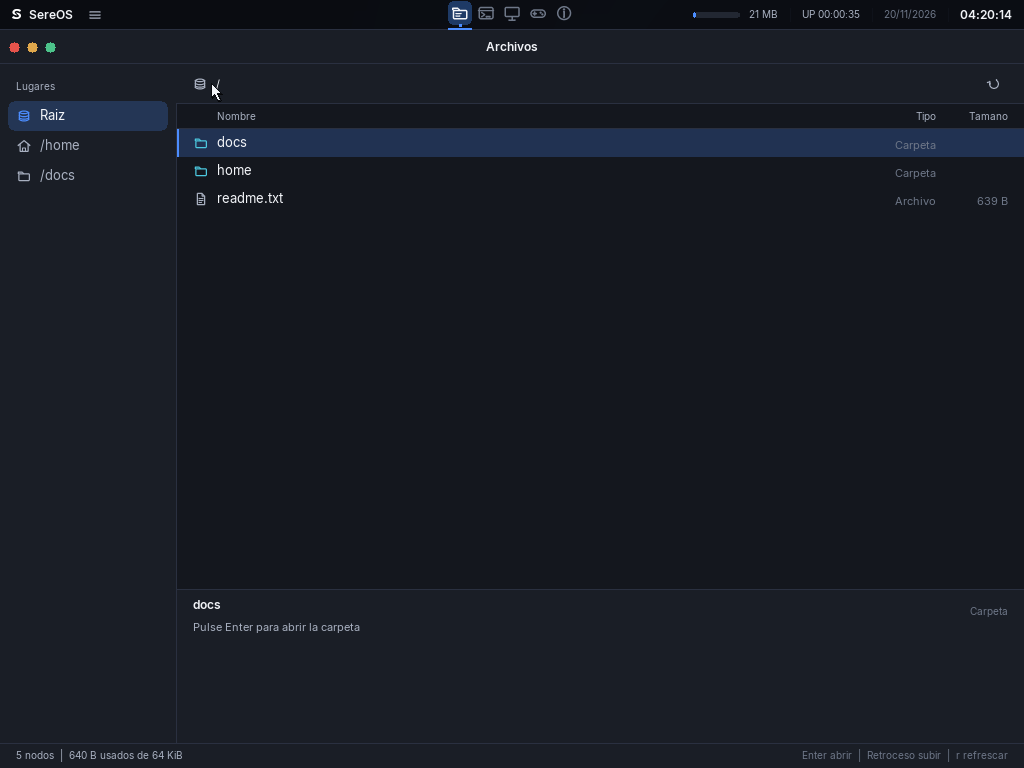 SereOS 21 MB UP 00:00:35 20/11/2026 04:20:14
Archivos
Lugares
Raiz
/home
/docs
/
Nombre Tipo Tamano
docs Carpeta
home Carpeta
readme.txt Archivo 639 B
docs Carpeta
Pulse Enter para abrir la carpeta
5 nodos | 640 B usados de 64 KiB Enter abrir | Retroceso subir | r refrescar